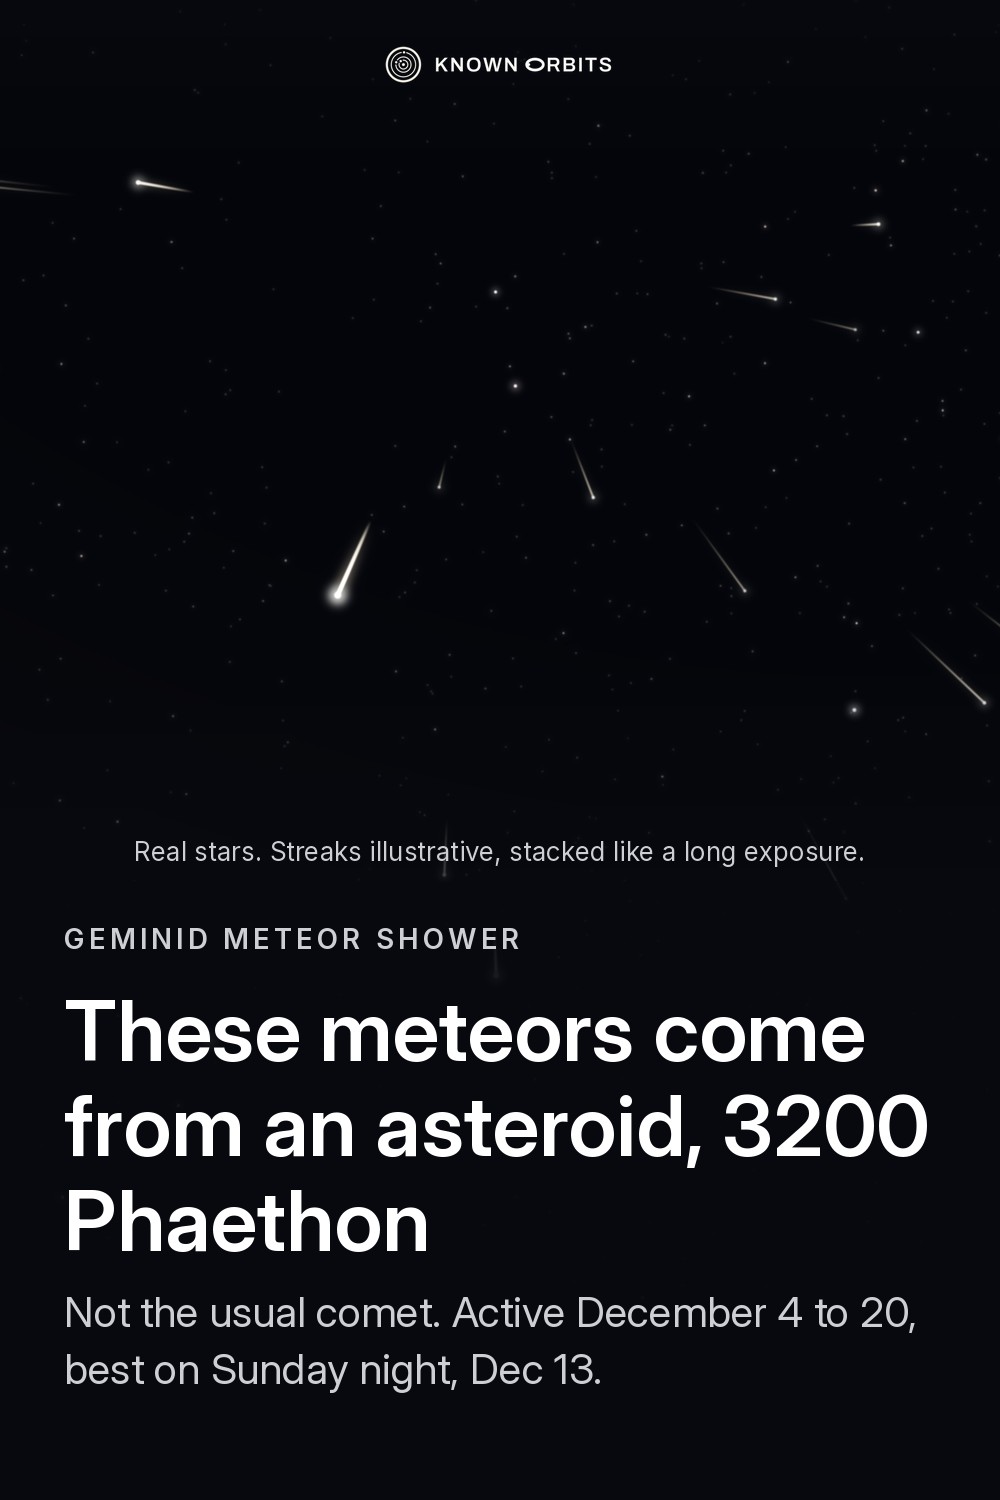 KNOWN ORBITS
Real stars. Streaks illustrative, stacked like a long exposure.
GEMINID METEOR SHOWER
These meteors come
from an asteroid, 3200
Phaethon
Not the usual comet. Active December 4 to 20,
best on Sunday night, Dec 13.